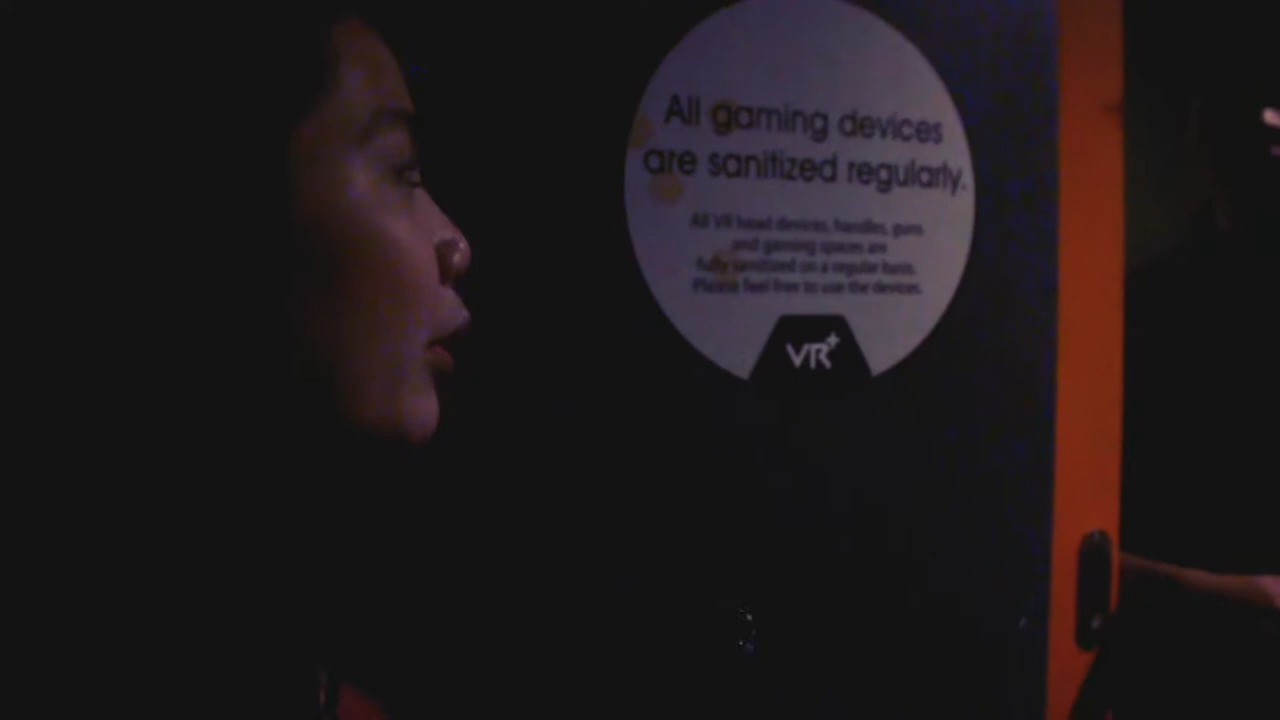 All gaming devices
are sanitized regularly.
All VR head devices, handles, guns
and gaming spaces are
fully sanitized on a regular basis.
Please feel free to use the devices.
VR+